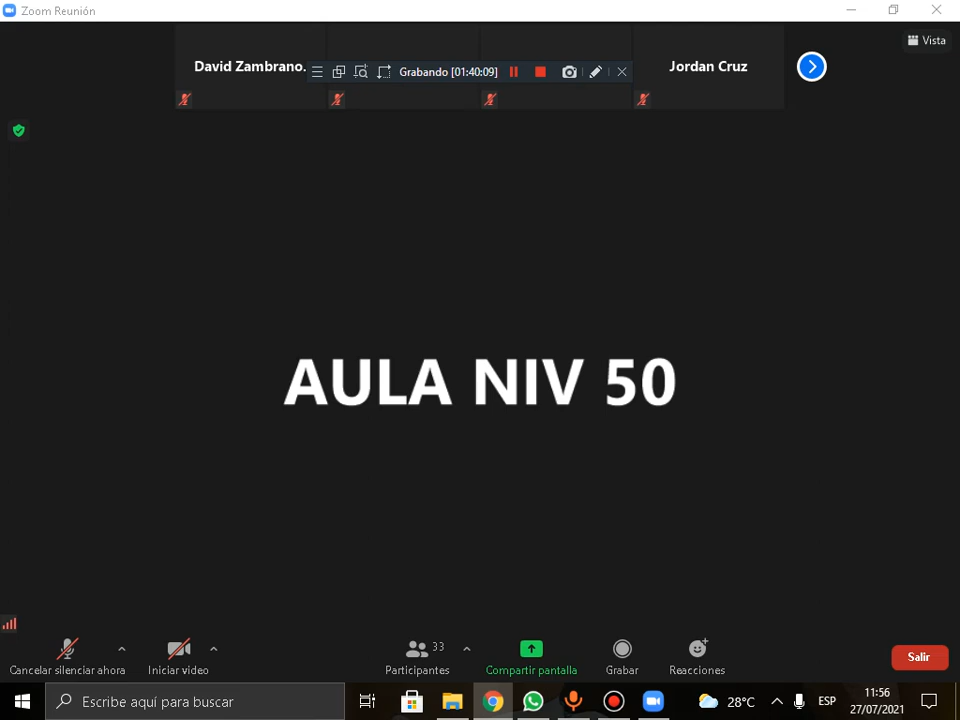 Zoom Reunión
Vista
David Zambrano.
Grabando [01:40:09]
Jordan Cruz
AULA NIV 50
Cancelar silenciar ahora
Iniciar video
33
Participantes
Compartir pantalla
Grabar
Reacciones
Salir
Escribe aquí para buscar
28°C
ESP
11:56
27/07/2021